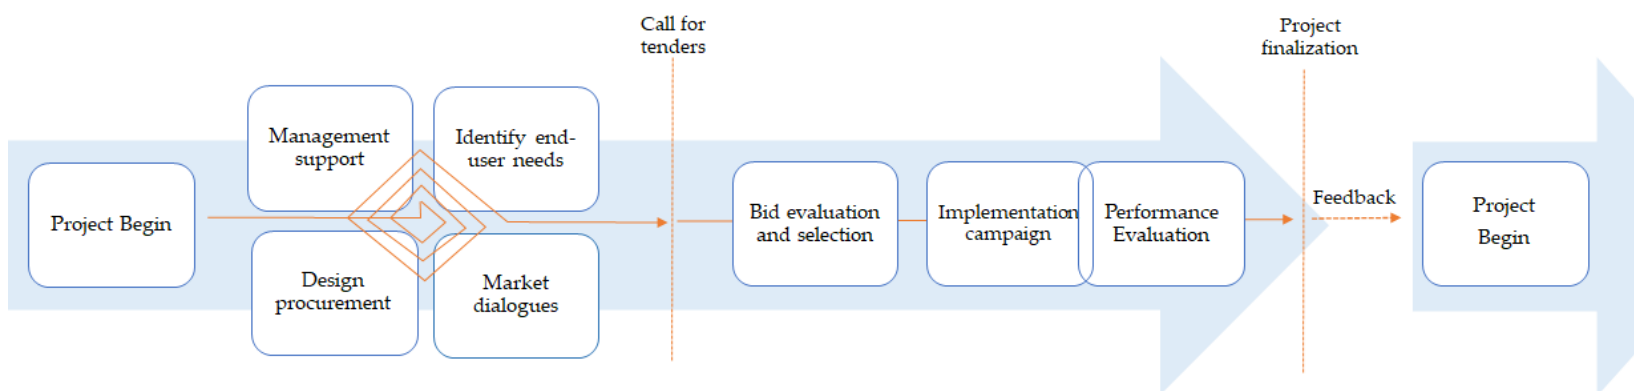 Call for
tenders
Project
finalization
Project Begin
Management
support
Identify end-
user needs
Design
procurement
Market
dialogues
Bid evaluation
and selection
Implementation
campaign
Performance
Evaluation
Feedback
Project
Begin